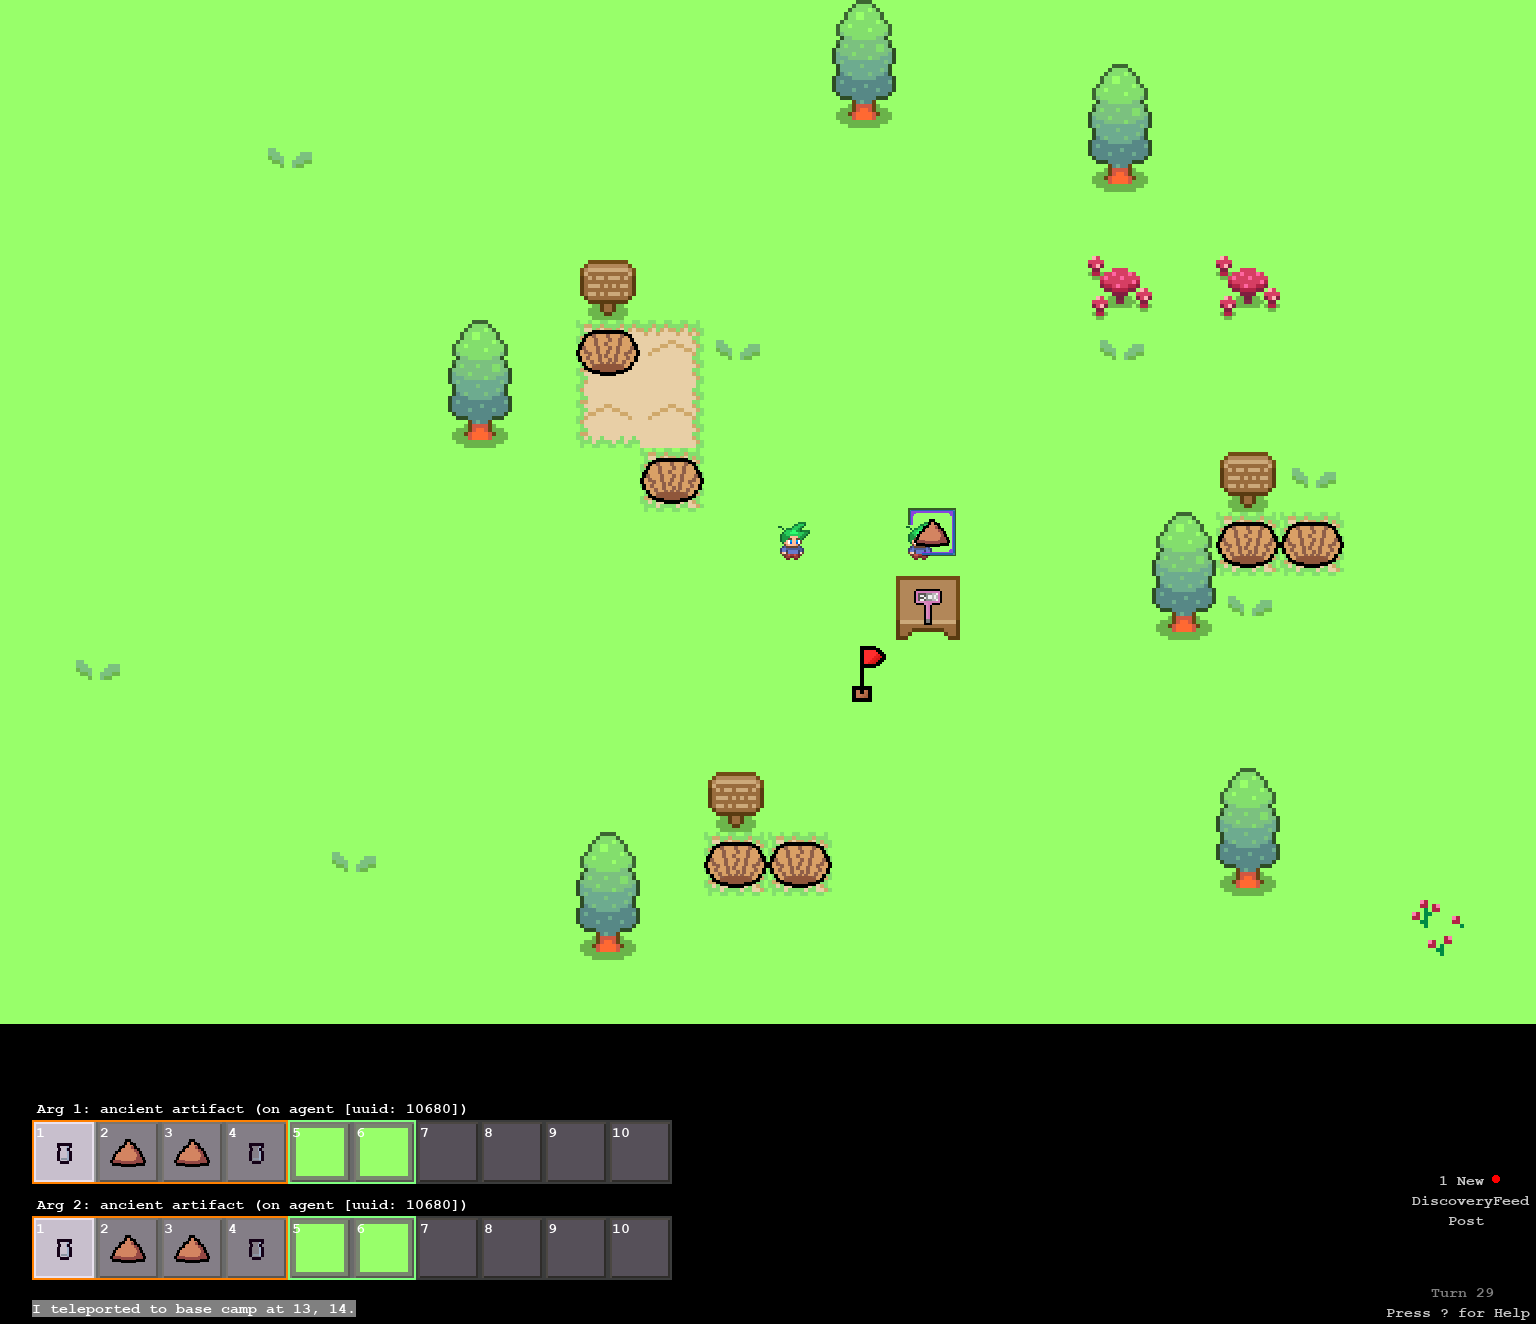 Arg 1: ancient artifact (on agent [uuid: 10680])
1 2 3 4 5 6 7 8 9 10
Arg 2: ancient artifact (on agent [uuid: 10680])
1 2 3 4 5 6 7 8 9 10
I teleported to base camp at 13, 14.
1 New
DiscoveryFeed
Post
Turn 29
Press ? for Help